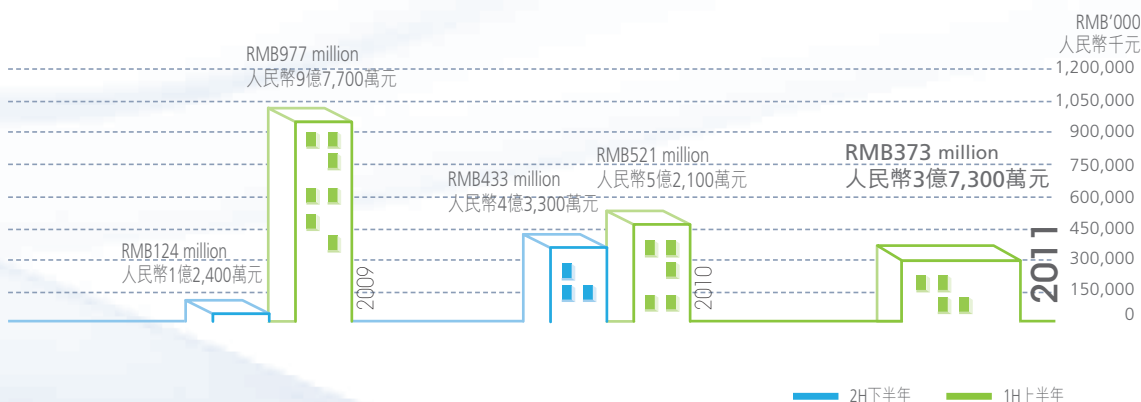 RMB'000
人民幣千元
RMB977 million
人民幣9億7,700萬元
1,200,000
1,050,000
900,000
RMB521 million
人民幣5億2,100萬元
RMB373 million
人民幣3億7,300萬元
750,000
RMB433 million
人民幣4億3,300萬元
600,000
450,000
RMB124 million
人民幣1億2,400萬元
300,000
150,000
0
2009
2010
2011
2H下半年
1H上半年